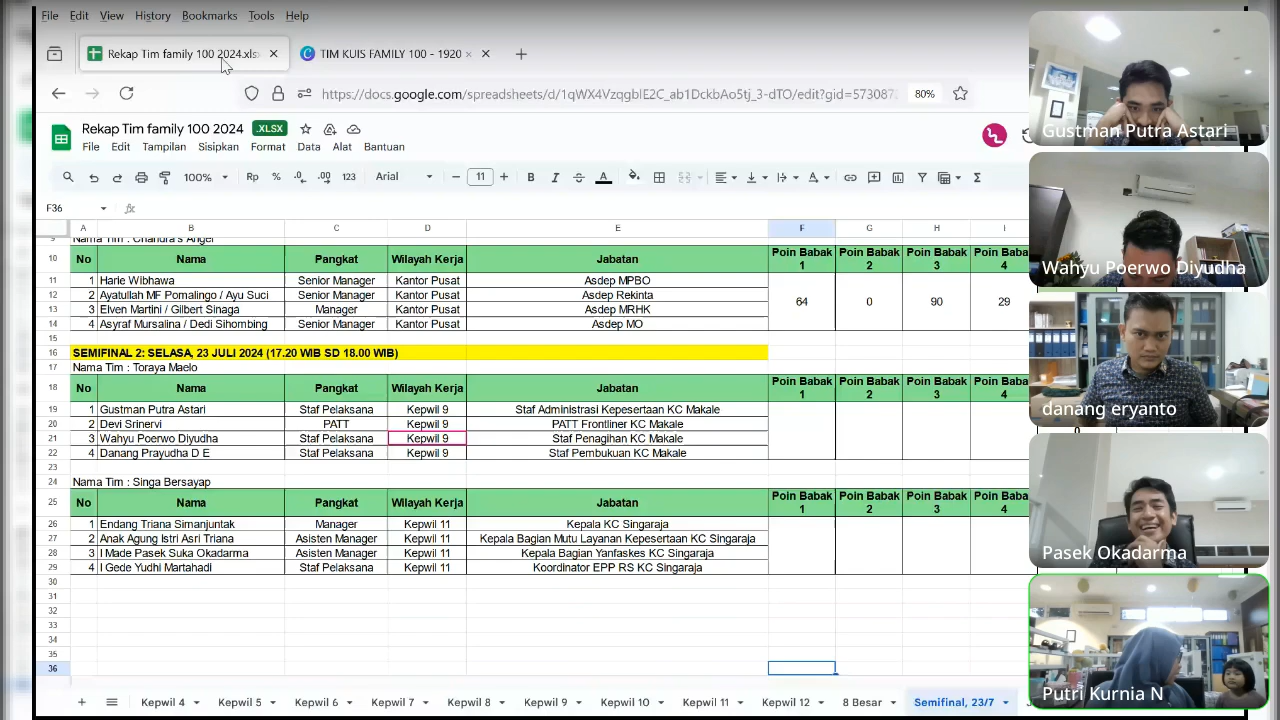 File Edit View History Bookmarks Tools Help
Rekap Tim family 100 2024.xls
TIM KUIS FAMILY 100 - 1920
https://docs.google.com/spreadsheets/d/1qWX4VzqgblE2C_ab1DckbAo5tj_3-dTO/edit?gid=573087
80%
Rekap Tim family 100 2024 .XLSX
File Edit Tampilan Sisipkan Format Data Alat Bantuan
100% Rp % .0 .00 123 Arial 11 B I A
F36 fx
A B C D E F G H I
9 Nama Tim : Chandra's Angel
10 No Nama Pangkat Wilayah Kerja Jabatan Poin Babak 1 Poin Babak 2 Poin Babak 3 Poin Babak 4
11 1 Harie Wibhawa Senior Manager Kantor Pusat Asdep MPBO
12 2 Ayatullah MF Pomalingo / Ayu Suci Senior Manager Kantor Pusat Asdep Rekinta
64 0 90 29
13 3 Elven Martini / Gilbert Sinaga Manager Kantor Pusat Asdep MRHK
14 4 Asyraf Mursalina / Dedi Sihombing Senior Manager Kantor Pusat Asdep MO
15
16 SEMIFINAL 2: SELASA, 23 JULI 2024 (17.20 WIB SD 18.00 WIB)
17 Nama Tim : Toraya Maelo
18 No Nama Pangkat Wilayah Kerja Jabatan Poin Babak 1 Poin Babak 2 Poin Babak 3 Poin Babak 4
19 1 Gustman Putra Astari Staf Pelaksana Kepwil 9 Staf Administrasi Kepesertaan KC Makale
20 2 Devi Srinervi PATT Kepwil 9 PATT Frontliner KC Makale
21 3 Wahyu Poerwo Diyudha Staf Pelaksana Kepwil 9 Staf Penagihan KC Makale
22 4 Danang Prayudha D E Staf Pelaksana Kepwil 9 Staf Pembukuan KC Makale
23
24 Nama Tim : Singa Bersayap
25 No Nama Pangkat Wilayah Kerja Jabatan Poin Babak 1 Poin Babak 2 Poin Babak 3 Poin Babak 4
26 1 Endang Triana Simanjuntak Manager Kepwil 11 Kepala KC Singaraja
27 2 Anak Agung Istri Asri Triana Asisten Manager Kepwil 11 Kepala Bagian Mutu Layanan Kepesertaan KC Singaraja
28 3 I Made Pasek Suka Okadarma Asisten Manager Kepwil 11 Kepala Bagian Yanfaskes KC Singaraja
29 4 I Gede Yudhi Martahadi Staf Pelaksana Kepwil 11 Koordinator EPP RS KC Singaraja
30
31
32
33
34
35
36
Kepwil 4 Kepwil 5 Kepwil 6 Kepwil 7 Kepwil 8 Kepwil 9 Kepwil 10 Kepwil 11 Kepwil 12 8 Besar Semifinal, 23/7
Gustman Putra Astari
Wahyu Poerwo Diyudha
danang eryanto
Pasek Okadarma
Putri Kurnia N